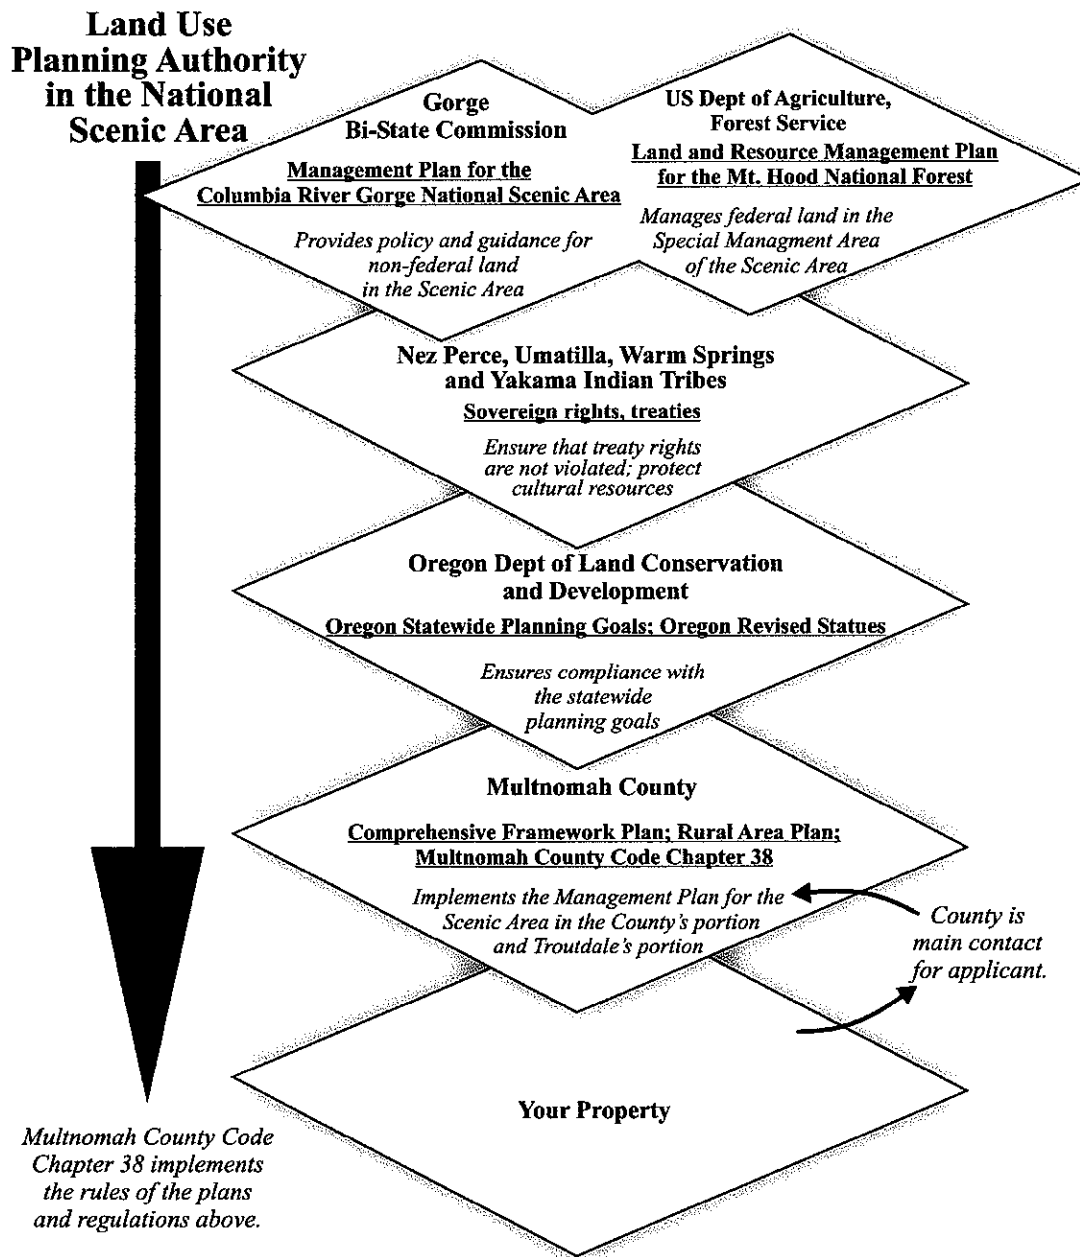 Land Use
Planning Authority
in the National
Scenic Area
Gorge
Bi-State Commission
Management Plan for the
Columbia River Gorge National Scenic Area
Provides policy and guidance for
non-federal land
in the Scenic Area
US Dept of Agriculture,
Forest Service
Land and Resource Management Plan
for the Mt. Hood National Forest
Manages federal land in the
Special Managment Area
of the Scenic Area
Nez Perce, Umatilla, Warm Springs
and Yakama Indian Tribes
Sovereign rights, treaties
Ensure that treaty rights
are not violated; protect
cultural resources
Oregon Dept of Land Conservation
and Development
Oregon Statewide Planning Goals; Oregon Revised Statues
Ensures compliance with
the statewide
planning goals
Multnomah County
Comprehensive Framework Plan; Rural Area Plan;
Multnomah County Code Chapter 38
Implements the Management Plan for the
Scenic Area in the County's portion
and Troutdale's portion
County is
main contact
for applicant.
Your Property
Multnomah County Code
Chapter 38 implements
the rules of the plans
and regulations above.